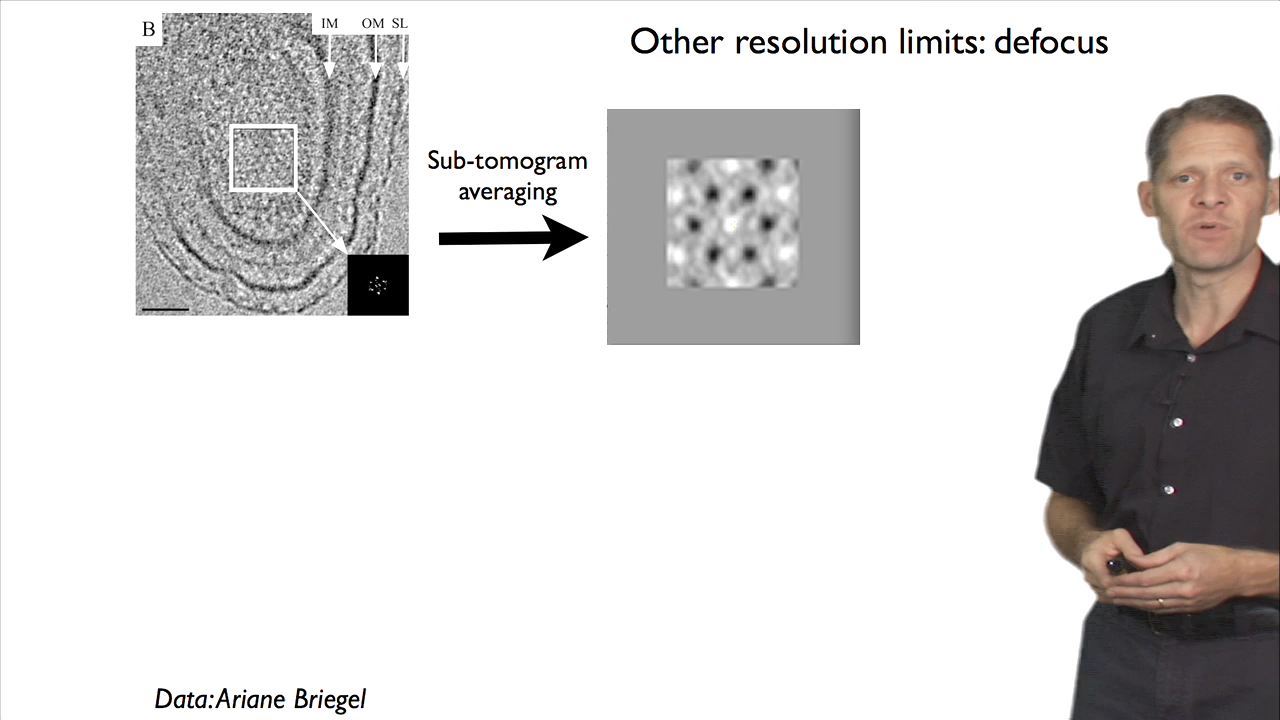 B
IM OM SL
Other resolution limits: defocus
Sub-tomogram
averaging
Data: Ariane Briegel